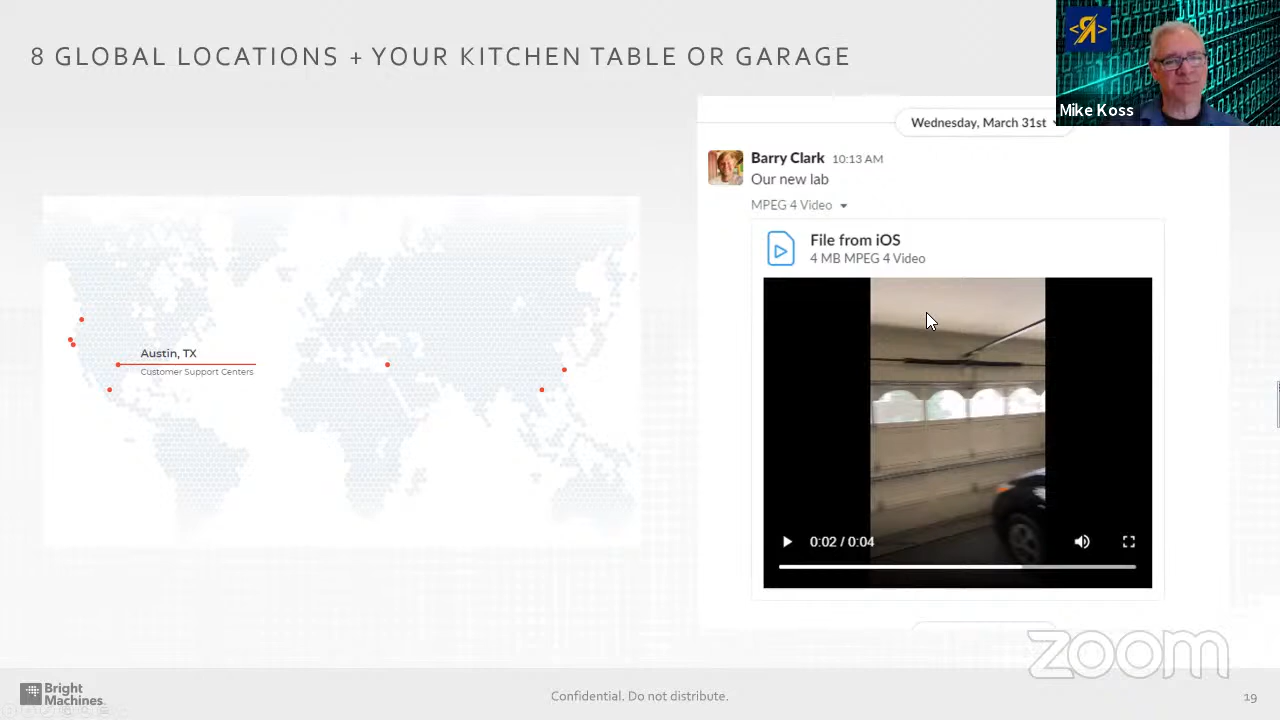 8 GLOBAL LOCATIONS + YOUR KITCHEN TABLE OR GARAGE
Mike Koss
Wednesday, March 31st
Barry Clark 10:13 AM
Our new lab
MPEG 4 Video
File from iOS
4 MB MPEG 4 Video
Austin, TX
Customer Support Centers
0:02 / 0:04
zoom
Bright
Machines
Confidential. Do not distribute.
19